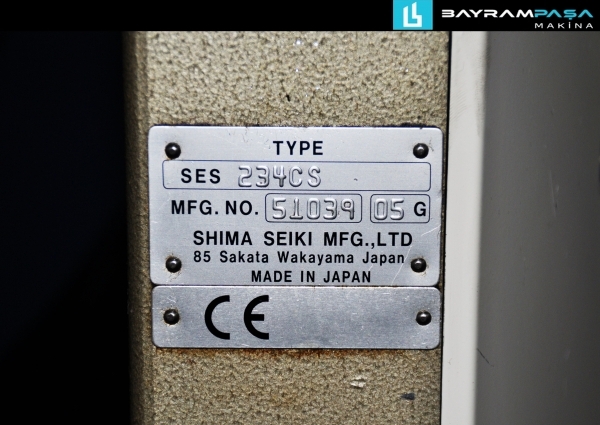 BAYRAMPAŞA
MAKİNA
TYPE
SES 234CS
MFG. NO. 51039 05 G
SHIMA SEIKI MFG.,LTD
85 Sakata Wakayama Japan
MADE IN JAPAN
CE